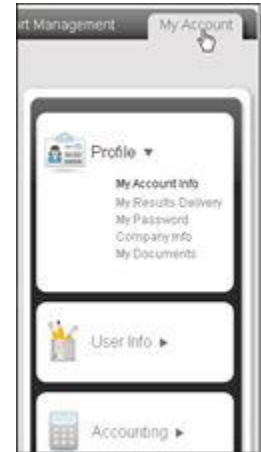 rt Management My Account
Profile ▼
My Account Info
My Results Delivery
My Password
Company Info
My Documents
User Info ►
Accounting ►